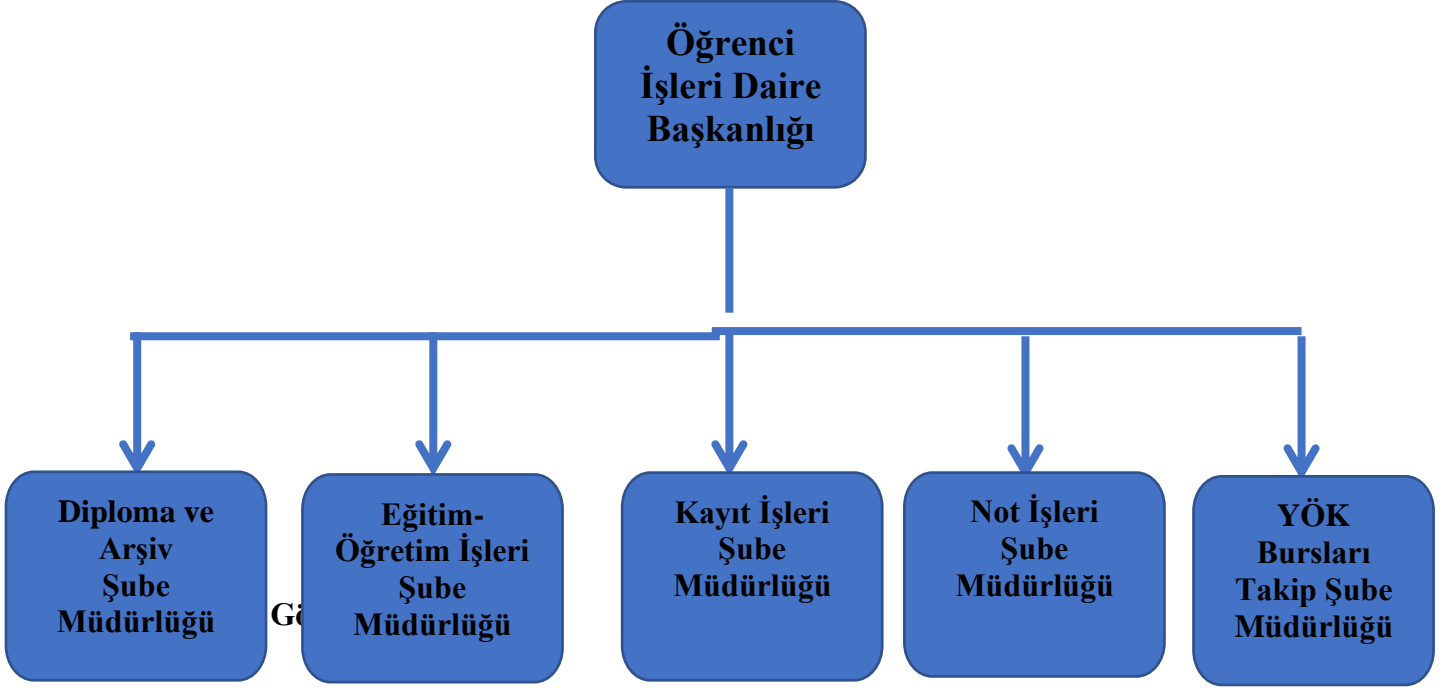 Öğrenci
İşleri Daire
Başkanlığı
Diploma ve
Arşiv
Şube
Müdürlüğü
Eğitim-
Öğretim İşleri
Şube
Müdürlüğü
Kayıt İşleri
Şube
Müdürlüğü
Not İşleri
Şube
Müdürlüğü
YÖK
Bursları
Takip Şube
Müdürlüğü